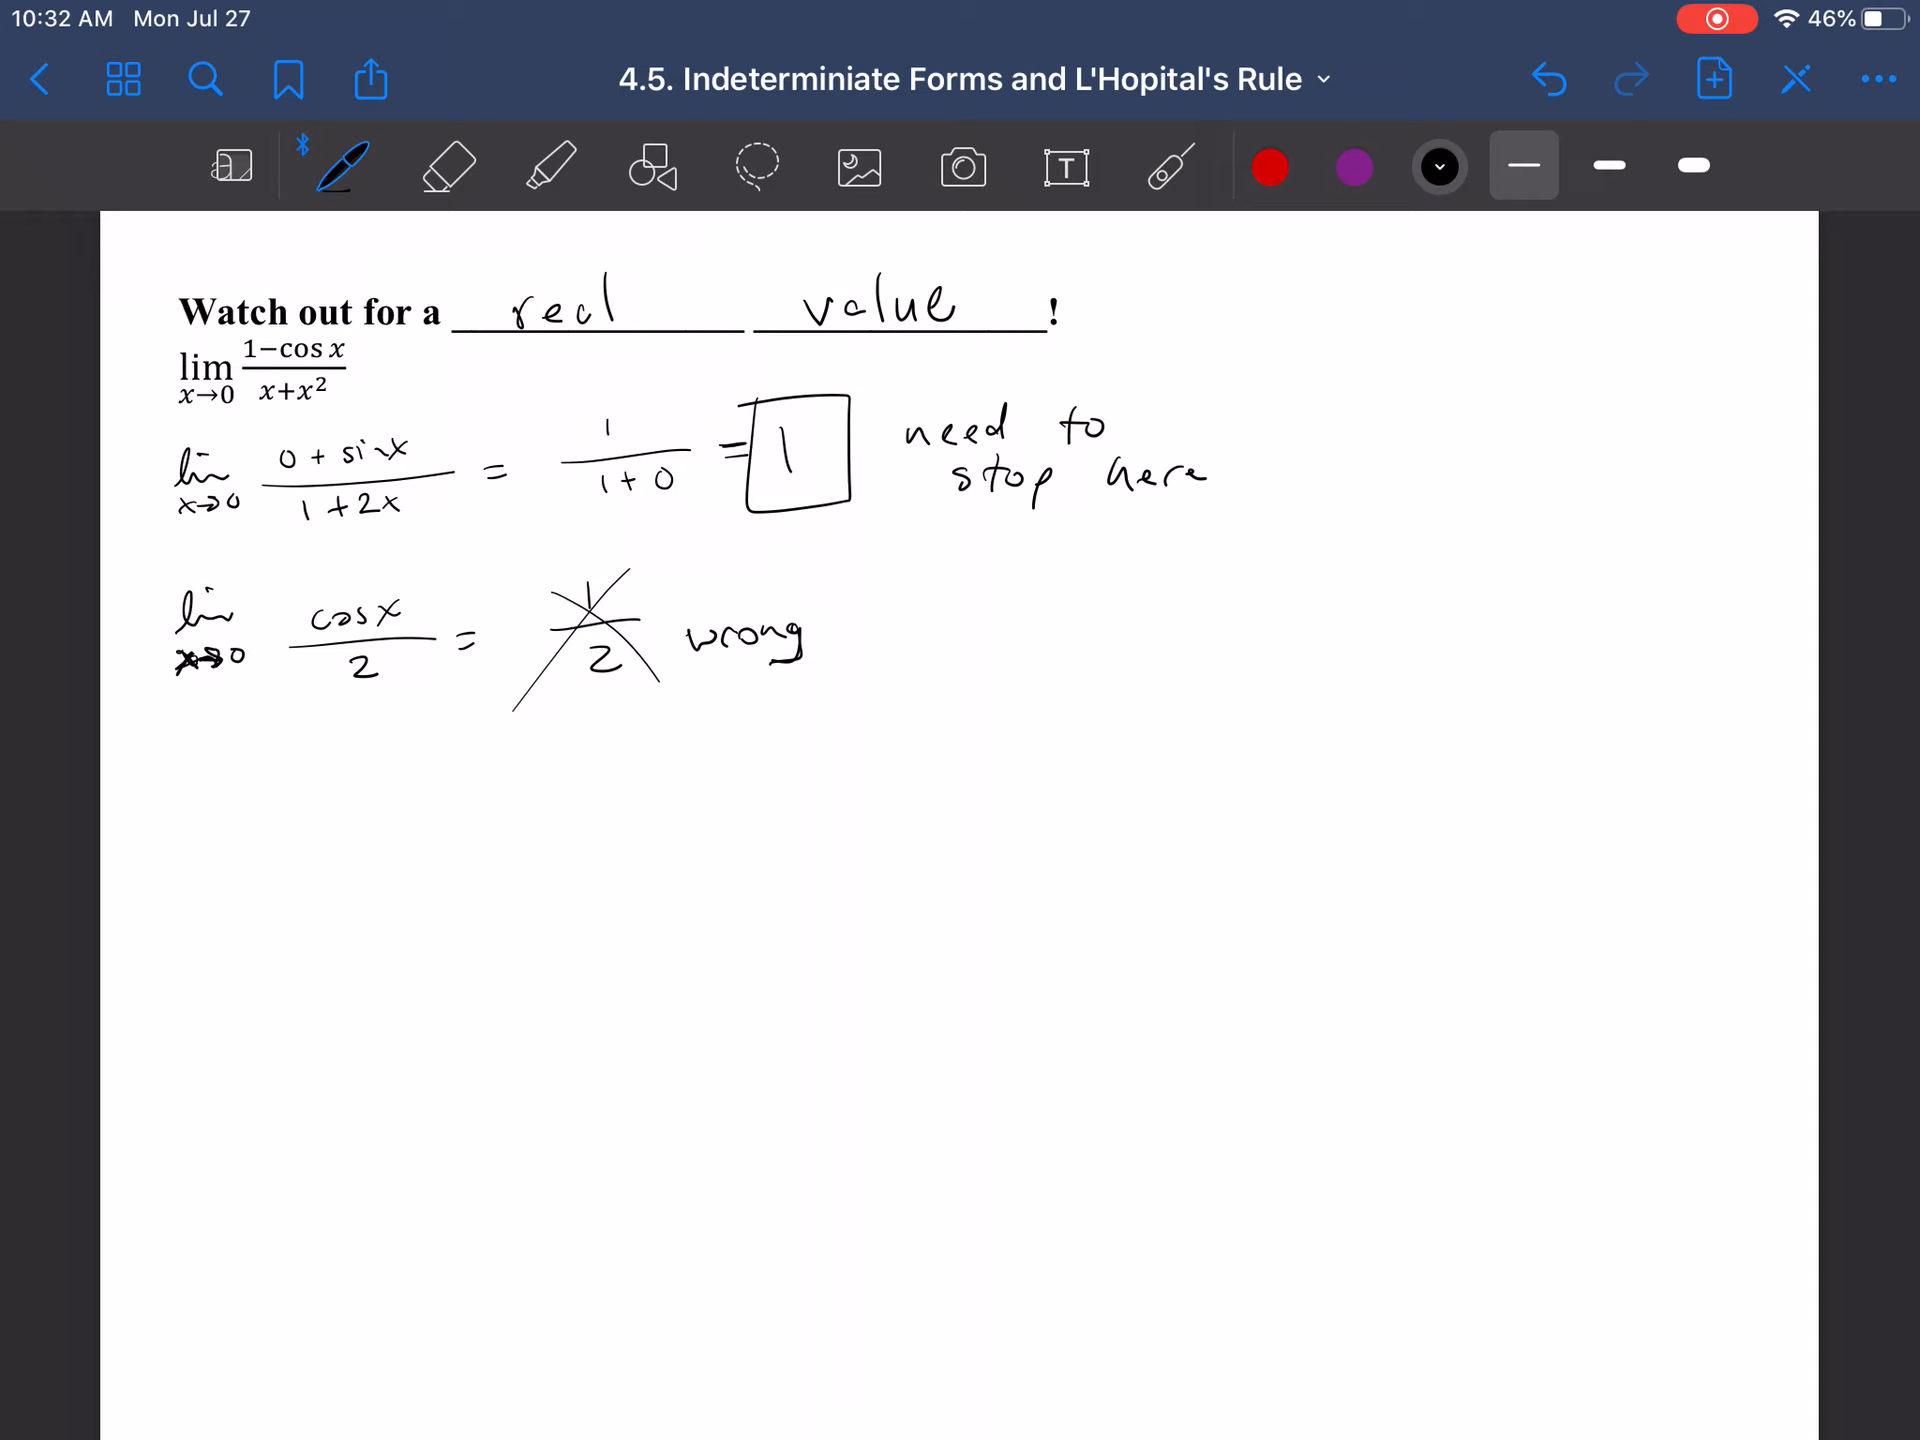 10:32 AM Mon Jul 27
46%
4.5. Indeterminiate Forms and L'Hopital's Rule
T
Watch out for a real value !
lim x→0 1−cos x / x+x²
lim x→0 0 + sin x / 1 + 2x = 1 / 1 + 0 = 1 need to
stop here
lim x→0 cos x / 2 = 1 / 2 wrong